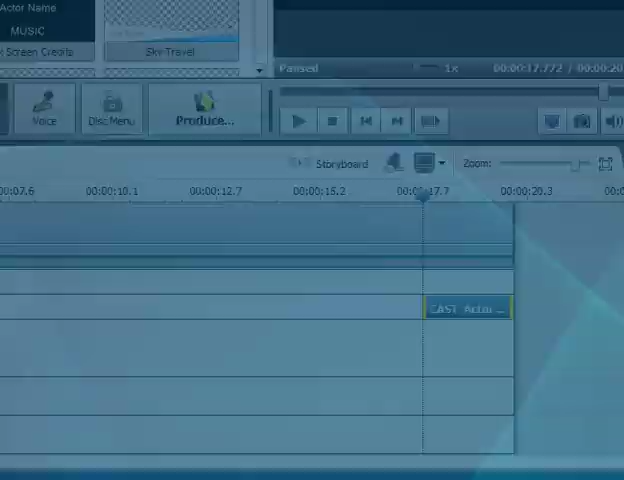 Actor Name
MUSIC
Screen Credits
Sky Travel
Paused
1x
00:00:17.772 / 00:00:20
Voice
Disc Menu
Produce...
Storyboard
Zoom:
00:07.6
00:00:10.1
00:00:12.7
00:00:15.2
00:00:17.7
00:00:20.3
00:0
CAST Actor ...